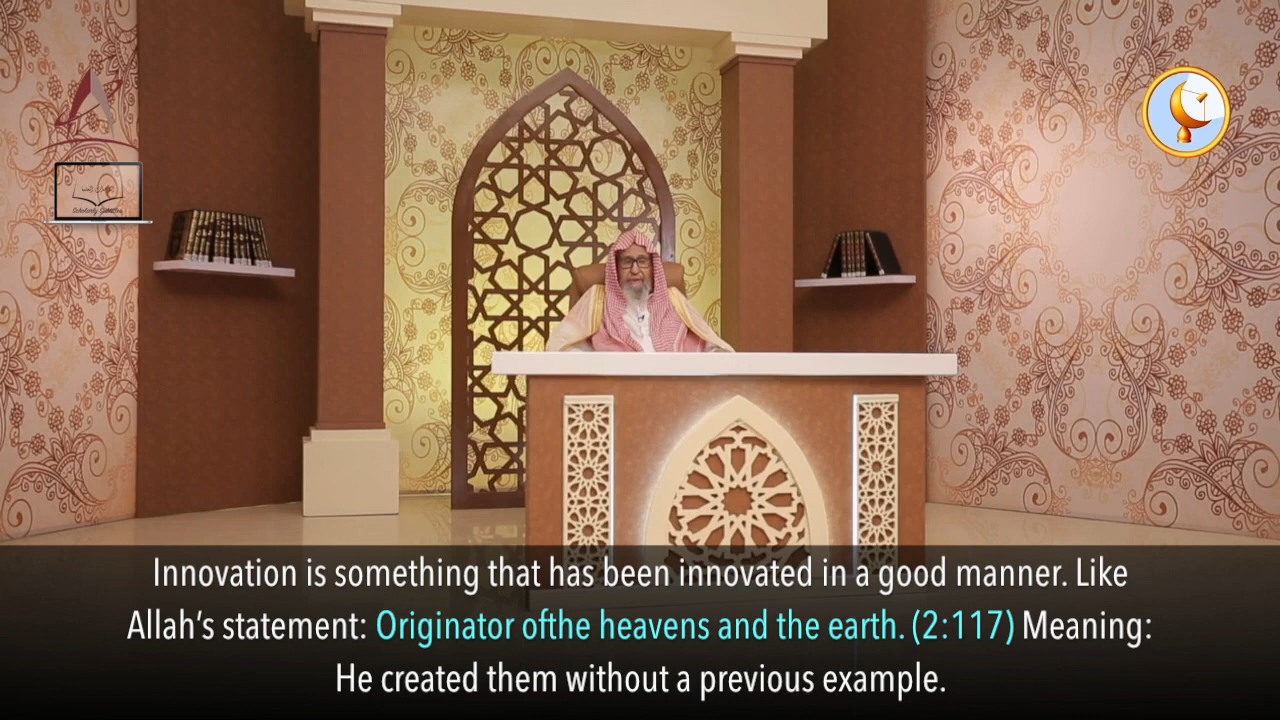 Innovation is something that has been innovated in a good manner. Like
Allah’s statement: Originator ofthe heavens and the earth. (2:117) Meaning:
He created them without a previous example.